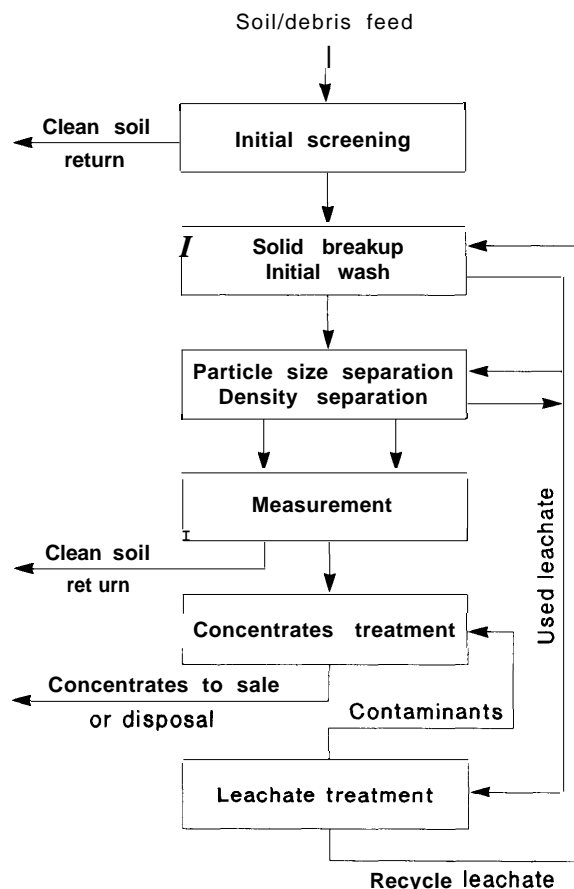 Soil/debris feed
Clean soil
return
Initial screening
Solid breakup
Initial wash
Particle size separation
Density separation
Measurement
Clean soil
ret urn
Used leachate
Concentrates treatment
Concentrates to sale
or disposal
Contaminants
Leachate treatment
Recycle leachate